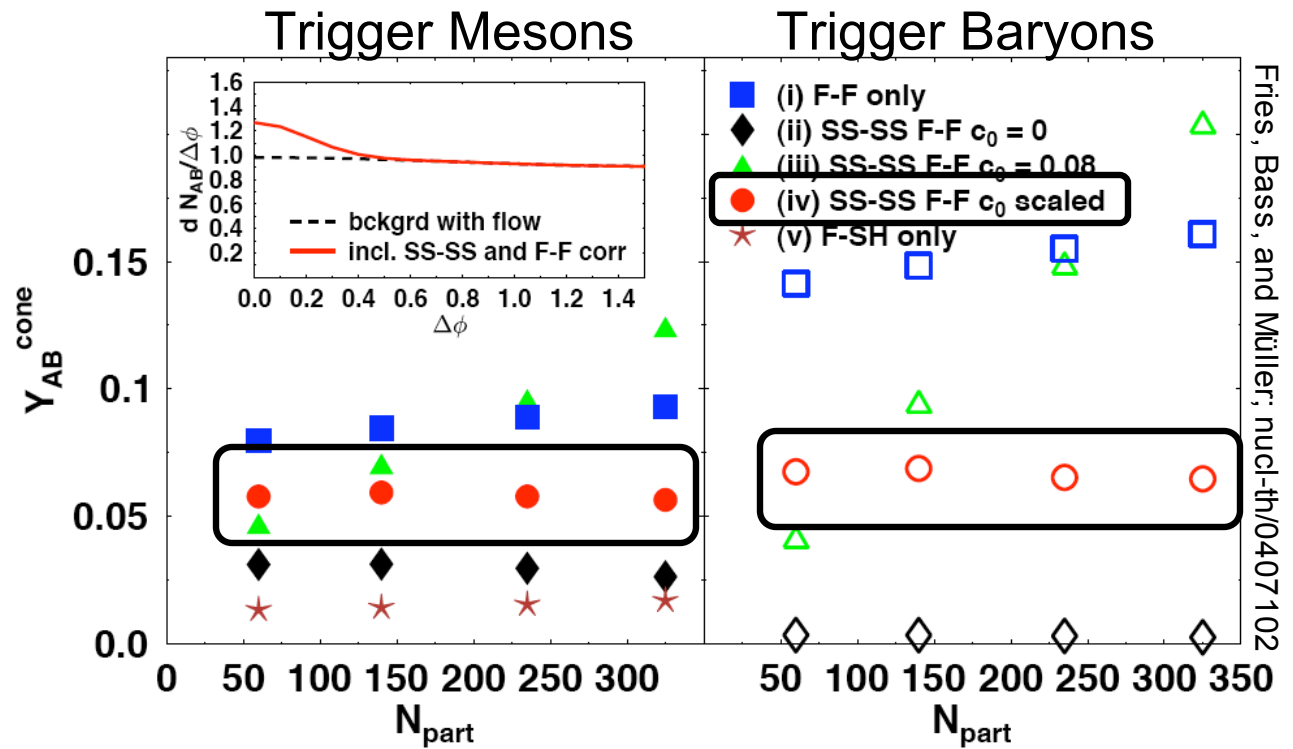 Trigger Mesons
Trigger Baryons
Y_AB^cone
0.15
0.1
0.05
0.0
0 50 100 150 200 250 300
N_part
d N_AB/Δϕ
1.6
1.4
1.2
1.0
0.8
0.6
0.4
0.2
bckgrd with flow
incl. SS-SS and F-F corr
0.0 0.2 0.4 0.6 0.8 1.0 1.2 1.4
Δϕ
(i) F-F only
(ii) SS-SS F-F c₀ = 0
(iii) SS-SS F-F c₀ = 0.08
(iv) SS-SS F-F c₀ scaled
(v) F-SH only
50 100 150 200 250 300 350
N_part
Fries, Bass, and Müller; nucl-th/0407102